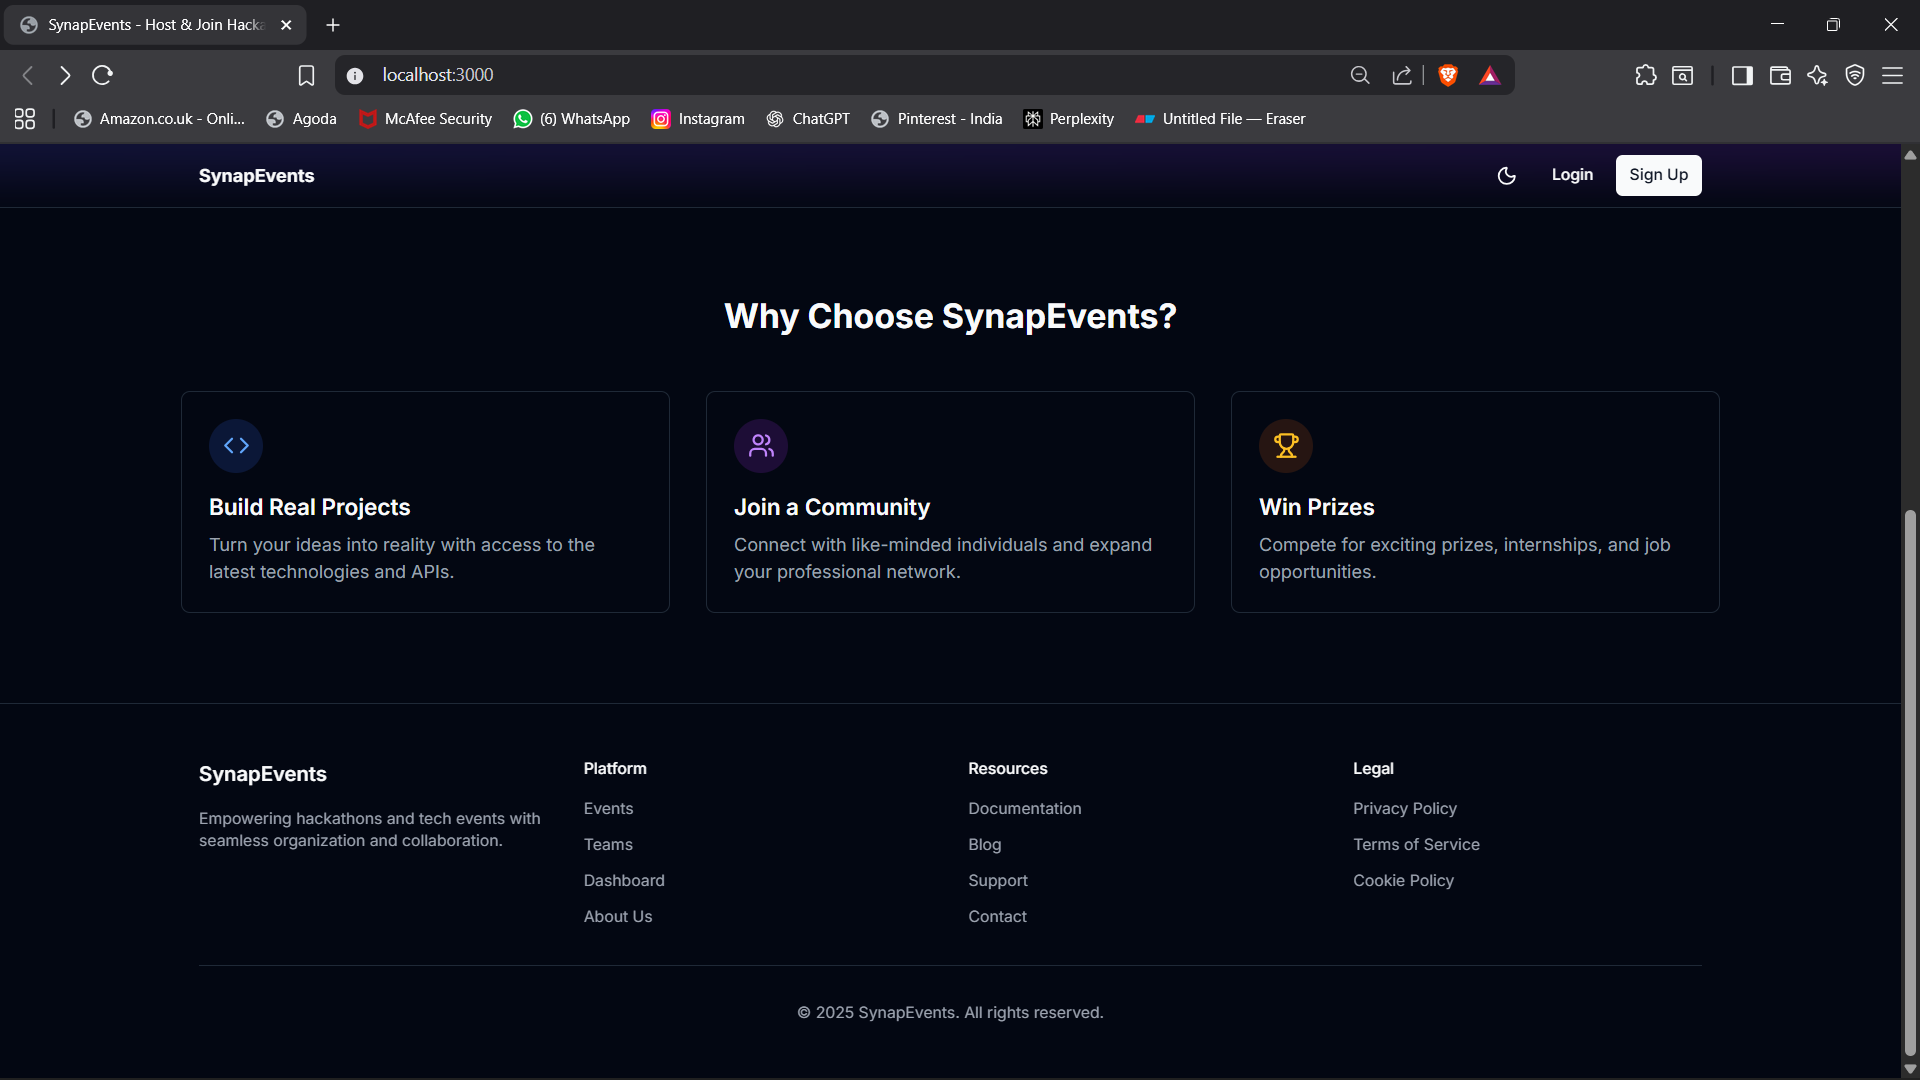 SynapEvents - Host & Join Hacka
localhost:3000
Amazon.co.uk - Onli...
Agoda
McAfee Security
(6) WhatsApp
Instagram
ChatGPT
Pinterest - India
Perplexity
Untitled File — Eraser
SynapEvents
Login
Sign Up
Why Choose SynapEvents?
Build Real Projects
Turn your ideas into reality with access to the
latest technologies and APIs.
Join a Community
Connect with like-minded individuals and expand
your professional network.
Win Prizes
Compete for exciting prizes, internships, and job
opportunities.
SynapEvents
Empowering hackathons and tech events with
seamless organization and collaboration.
Platform
Events
Teams
Dashboard
About Us
Resources
Documentation
Blog
Support
Contact
Legal
Privacy Policy
Terms of Service
Cookie Policy
© 2025 SynapEvents. All rights reserved.